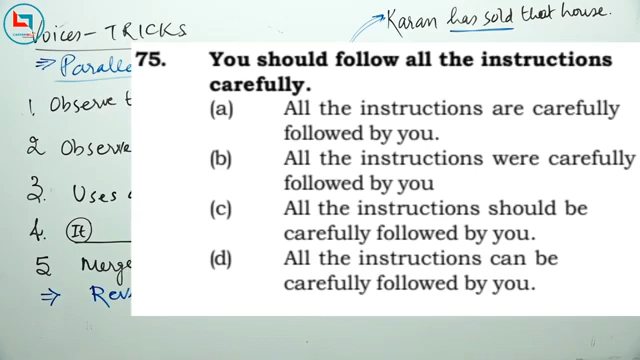 Karan has sold that house.
Voices - TRICKS
⇒ Paralle
1. Observe t
2 Observe
3. Uses
4. It
5 Merge
⇒ Rev
75. You should follow all the instructions
carefully.
(a) All the instructions are carefully
followed by you.
(b) All the instructions were carefully
followed by you
(c) All the instructions should be
carefully followed by you.
(d) All the instructions can be
carefully followed by you.